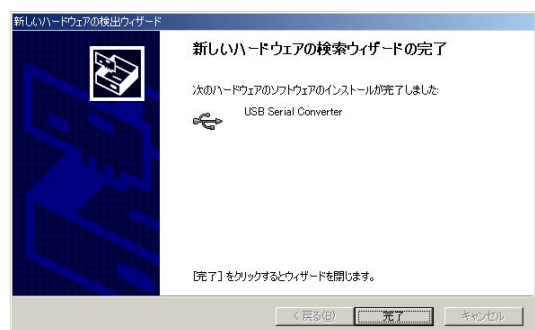 新しいハードウェアの検出ウィザード
新しいハードウェアの検索ウィザードの完了
次のハードウェアのソフトウェアのインストールが完了しました:
USB Serial Converter
[完了] をクリックするとウィザードを閉じます。
< 戻る(B) 完了 キャンセル